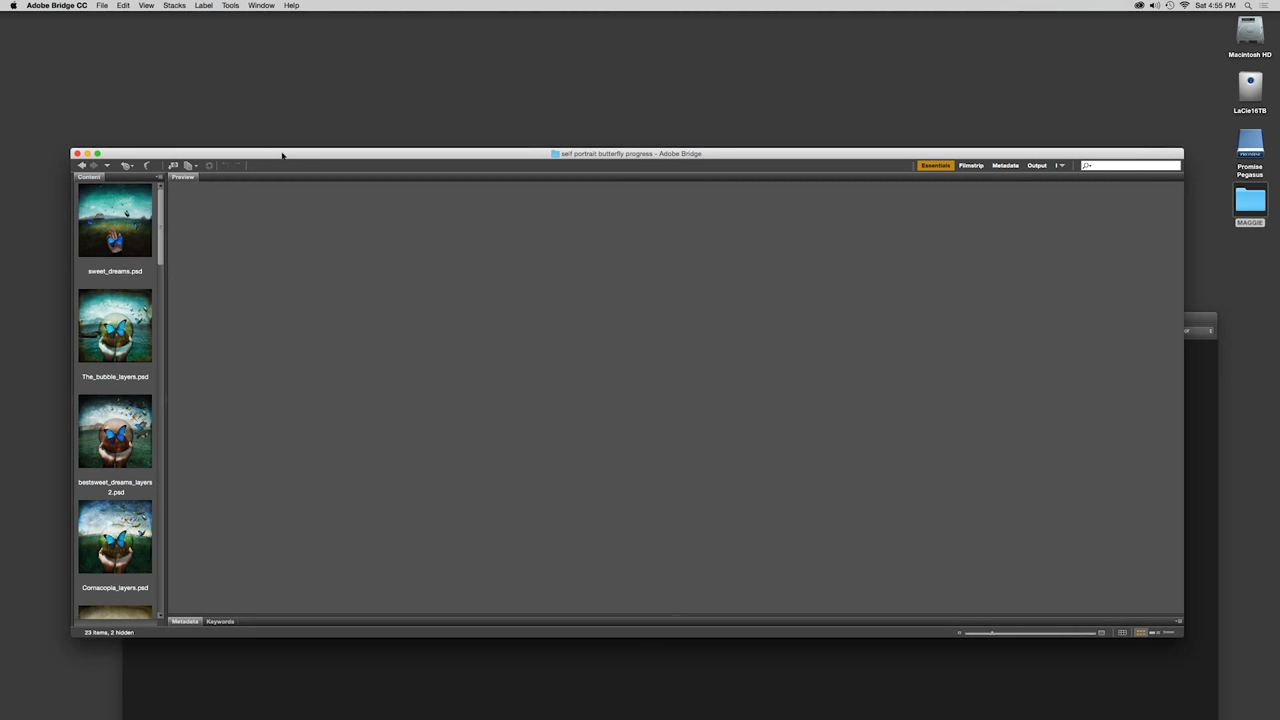 Adobe Bridge CC File Edit View Stacks Label Tools Window Help
Sat 4:55 PM
Macintosh HD
LaCie16TB
PROMISE
Promise
Pegasus
MAGGIE
self portrait butterfly progress - Adobe Bridge
Essentials Filmstrip Metadata Output
Content
Preview
sweet_dreams.psd
The_bubble_layers.psd
bestsweet_dreams_layers
2.psd
Cornacopia_layers.psd
or
Metadata Keywords
23 items, 2 hidden